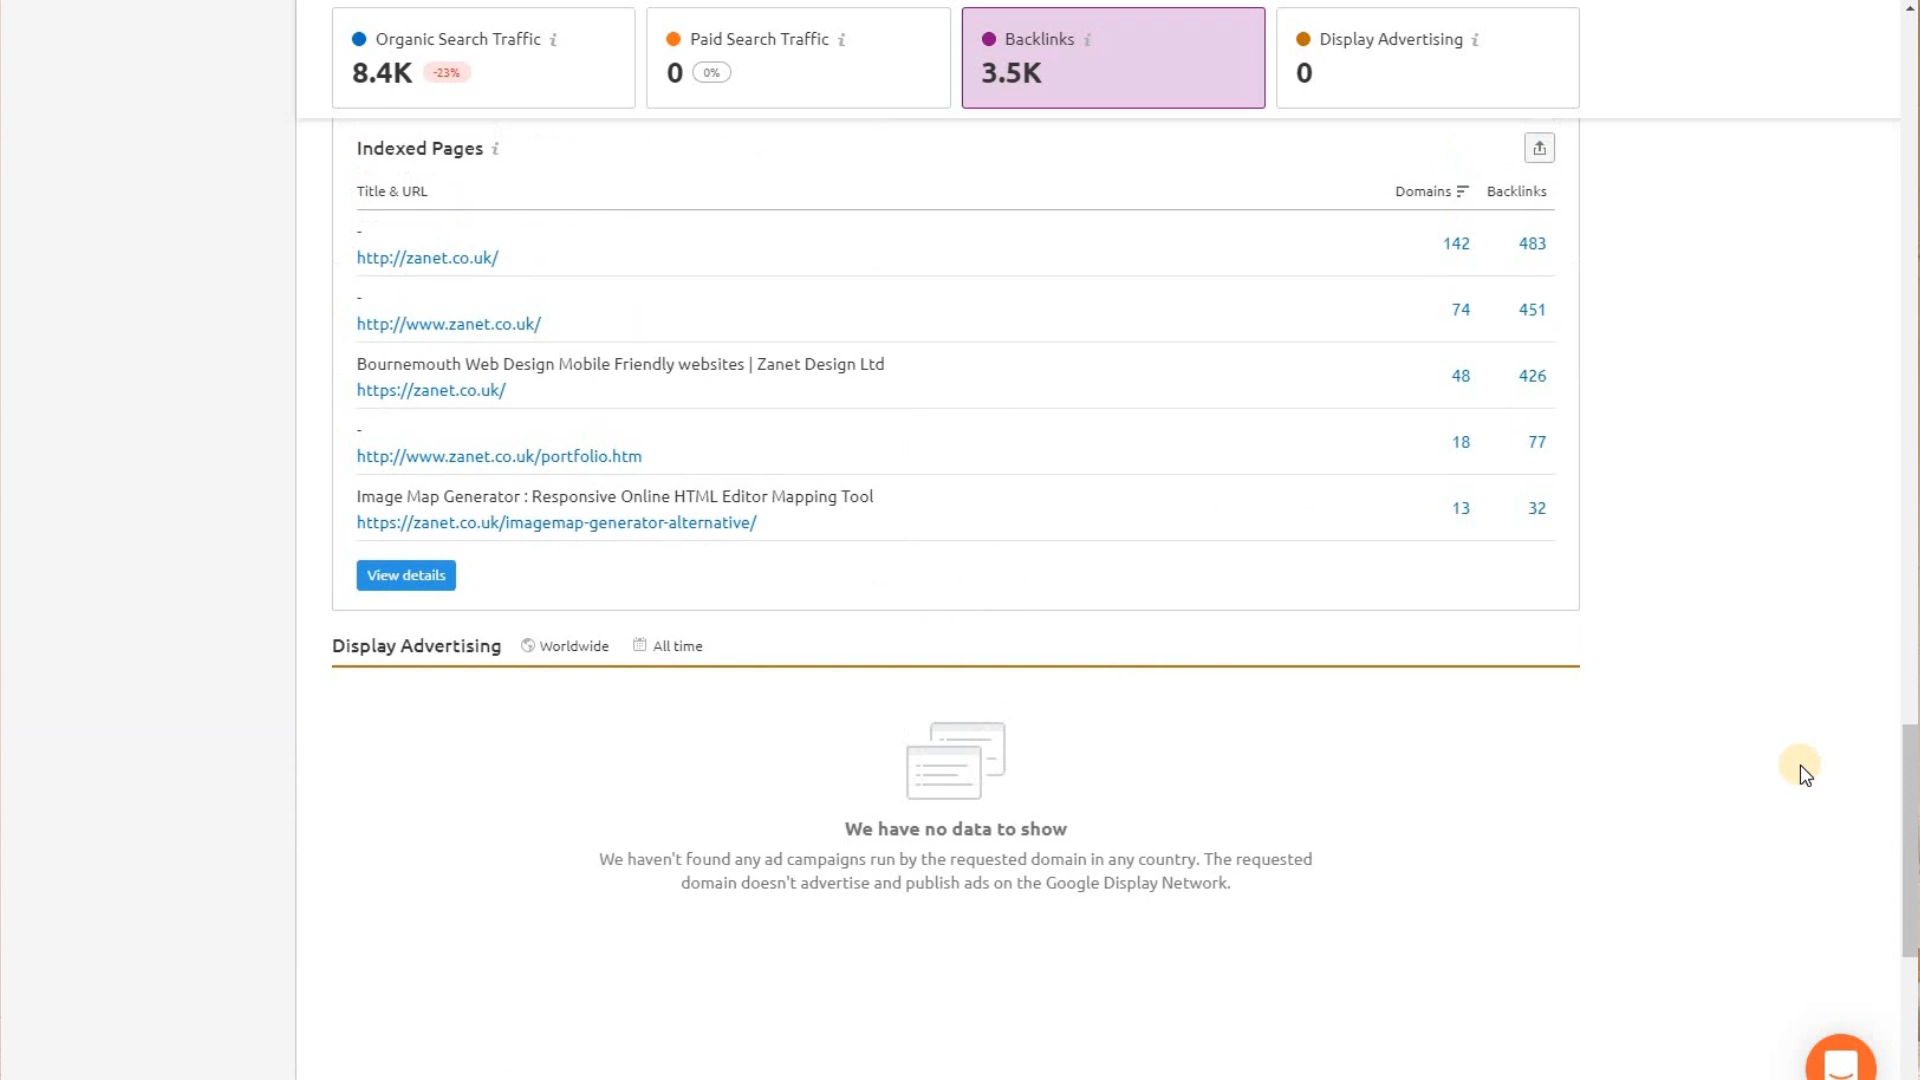 Organic Search Traffic i
8.4K -23%
Paid Search Traffic i
0 0%
Backlinks i
3.5K
Display Advertising i
0
Indexed Pages i
Title & URL Domains Backlinks
-
http://zanet.co.uk/ 142 483
-
http://www.zanet.co.uk/ 74 451
Bournemouth Web Design Mobile Friendly websites | Zanet Design Ltd
https://zanet.co.uk/ 48 426
-
http://www.zanet.co.uk/portfolio.htm 18 77
Image Map Generator : Responsive Online HTML Editor Mapping Tool
https://zanet.co.uk/imagemap-generator-alternative/ 13 32
View details
Display Advertising Worldwide All time
We have no data to show
We haven't found any ad campaigns run by the requested domain in any country. The requested
domain doesn't advertise and publish ads on the Google Display Network.